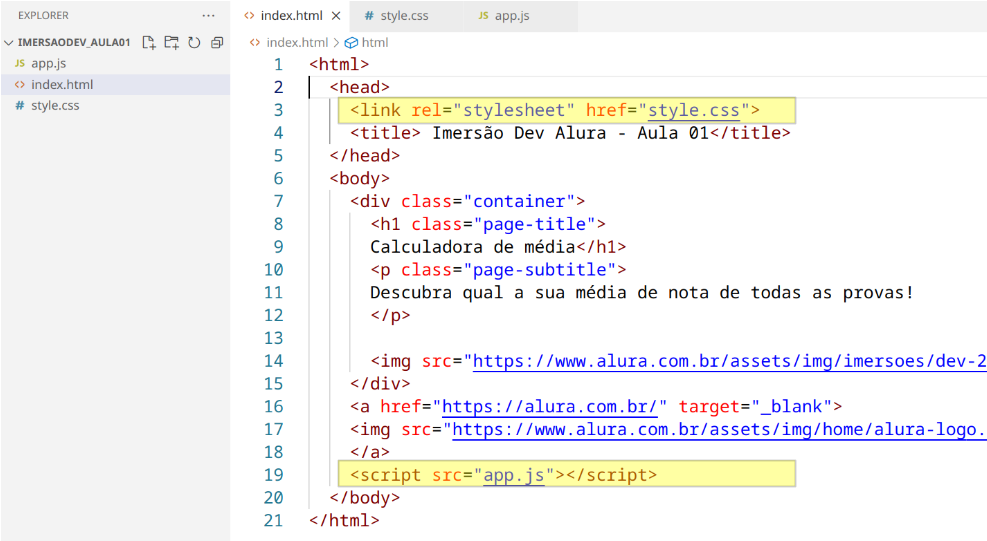 EXPLORER ...
IMERSAODEV_AULA01
JS app.js
<> index.html
# style.css
<> index.html × # style.css JS app.js
<> index.html > html
1 <html>
2 <head>
3 <link rel="stylesheet" href="style.css">
4 <title> Imersão Dev Alura - Aula 01</title>
5 </head>
6 <body>
7 <div class="container">
8 <h1 class="page-title">
9 Calculadora de média</h1>
10 <p class="page-subtitle">
11 Descubra qual a sua média de nota de todas as provas!
12 </p>
13
14 <img src="https://www.alura.com.br/assets/img/imersoes/dev-2
15 </div>
16 <a href="https://alura.com.br/" target="_blank">
17 <img src="https://www.alura.com.br/assets/img/home/alura-logo.
18 </a>
19 <script src="app.js"></script>
20 </body>
21 </html>